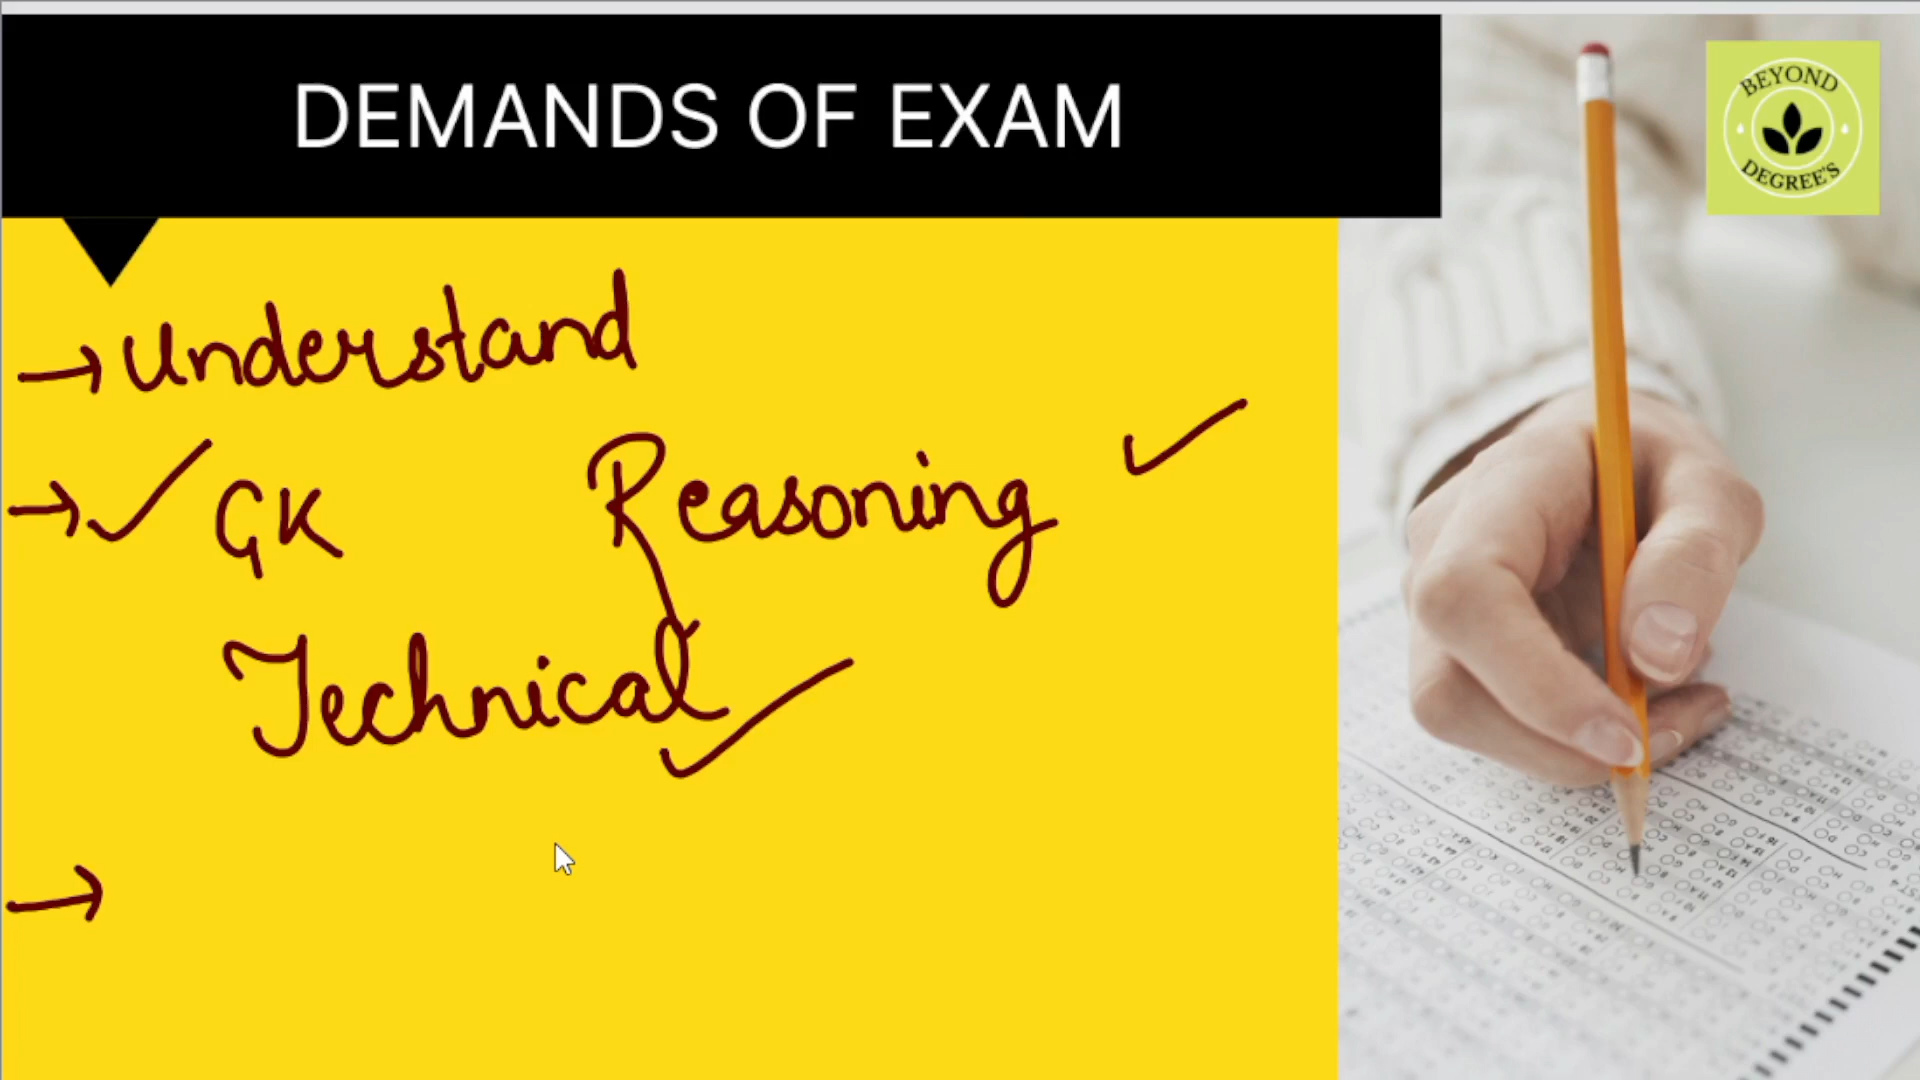 DEMANDS OF EXAM
BEYOND
DEGREE'S
→ Understand
→ ✓ GK Reasoning ✓
Technical ✓
→